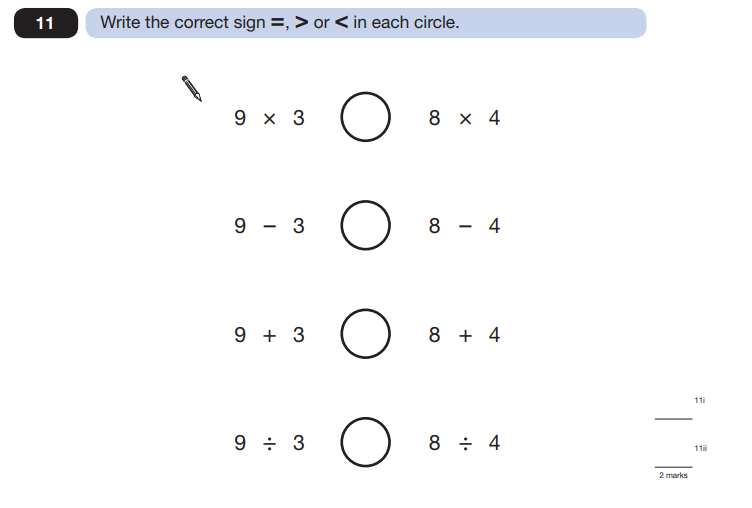 11 Write the correct sign =, > or < in each circle.
9 × 3 8 × 4
9 − 3 8 − 4
9 + 3 8 + 4
9 ÷ 3 8 ÷ 4
11i
11ii
2 marks